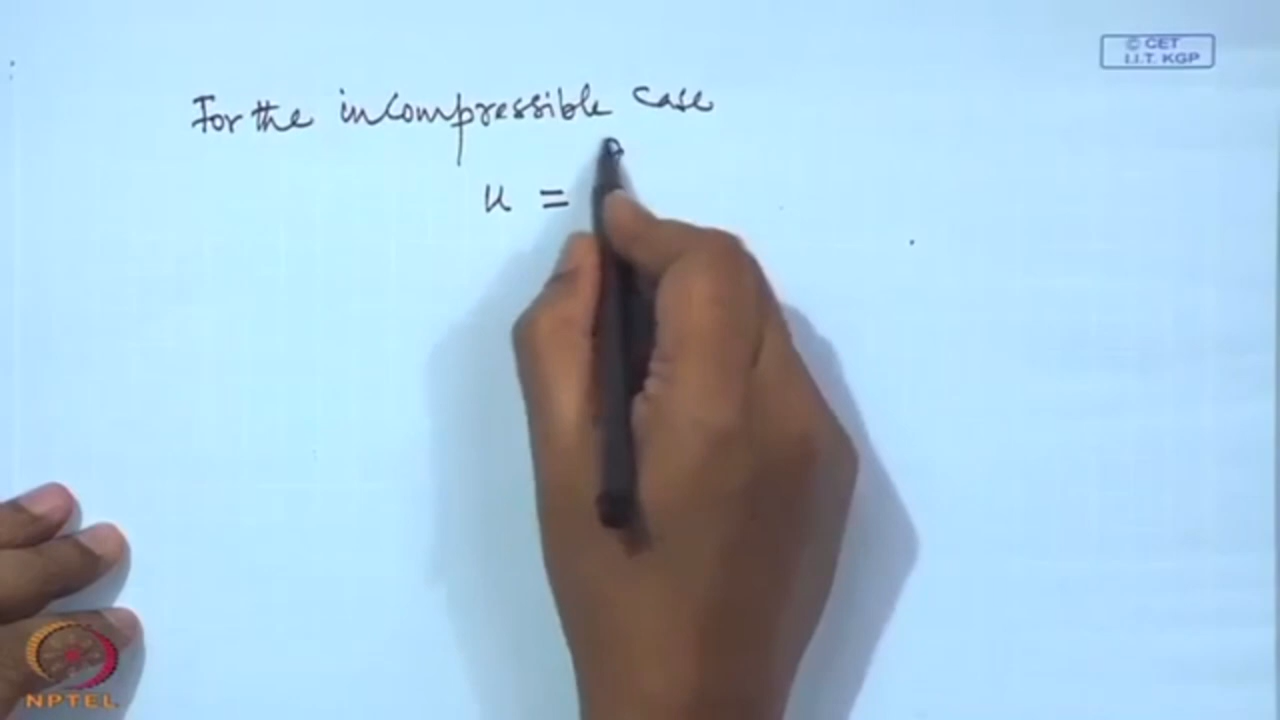 © CET
I.I.T. KGP
For the incompressible case
u =
NPTEL